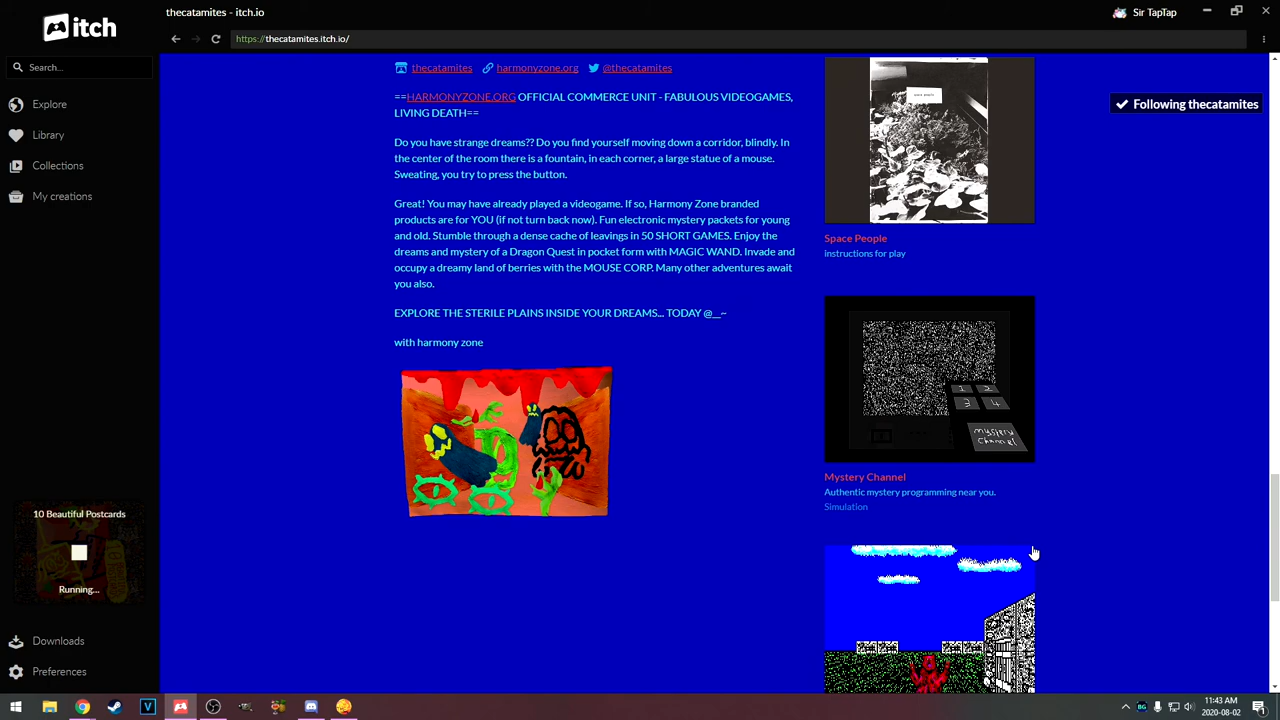 thecatamites - itch.io
Sir TapTap
itch
https://thecatamites.itch.io/
Search...
Explore
Library
Collections
My creations
10 Beautiful Postcards
Running...
Downloads
Preferences
thecatamites harmonyzone.org @thecatamites
==HARMONYZONE.ORG OFFICIAL COMMERCE UNIT - FABULOUS VIDEOGAMES,
LIVING DEATH==
Do you have strange dreams?? Do you find yourself moving down a corridor, blindly. In
the center of the room there is a fountain, in each corner, a large statue of a mouse.
Sweating, you try to press the button.
Great! You may have already played a videogame. If so, Harmony Zone branded
products are for YOU (if not turn back now). Fun electronic mystery packets for young
and old. Stumble through a dense cache of leavings in 50 SHORT GAMES. Enjoy the
dreams and mystery of a Dragon Quest in pocket form with MAGIC WAND. Invade and
occupy a dreamy land of berries with the MOUSE CORP. Many other adventures await
you also.
EXPLORE THE STERILE PLAINS INSIDE YOUR DREAMS... TODAY @__~
with harmony zone
Following thecatamites
Space People
instructions for play
1 2
3 4
mystery
channel
Mystery Channel
Authentic mystery programming near you.
Simulation
11:43 AM
2020-08-02